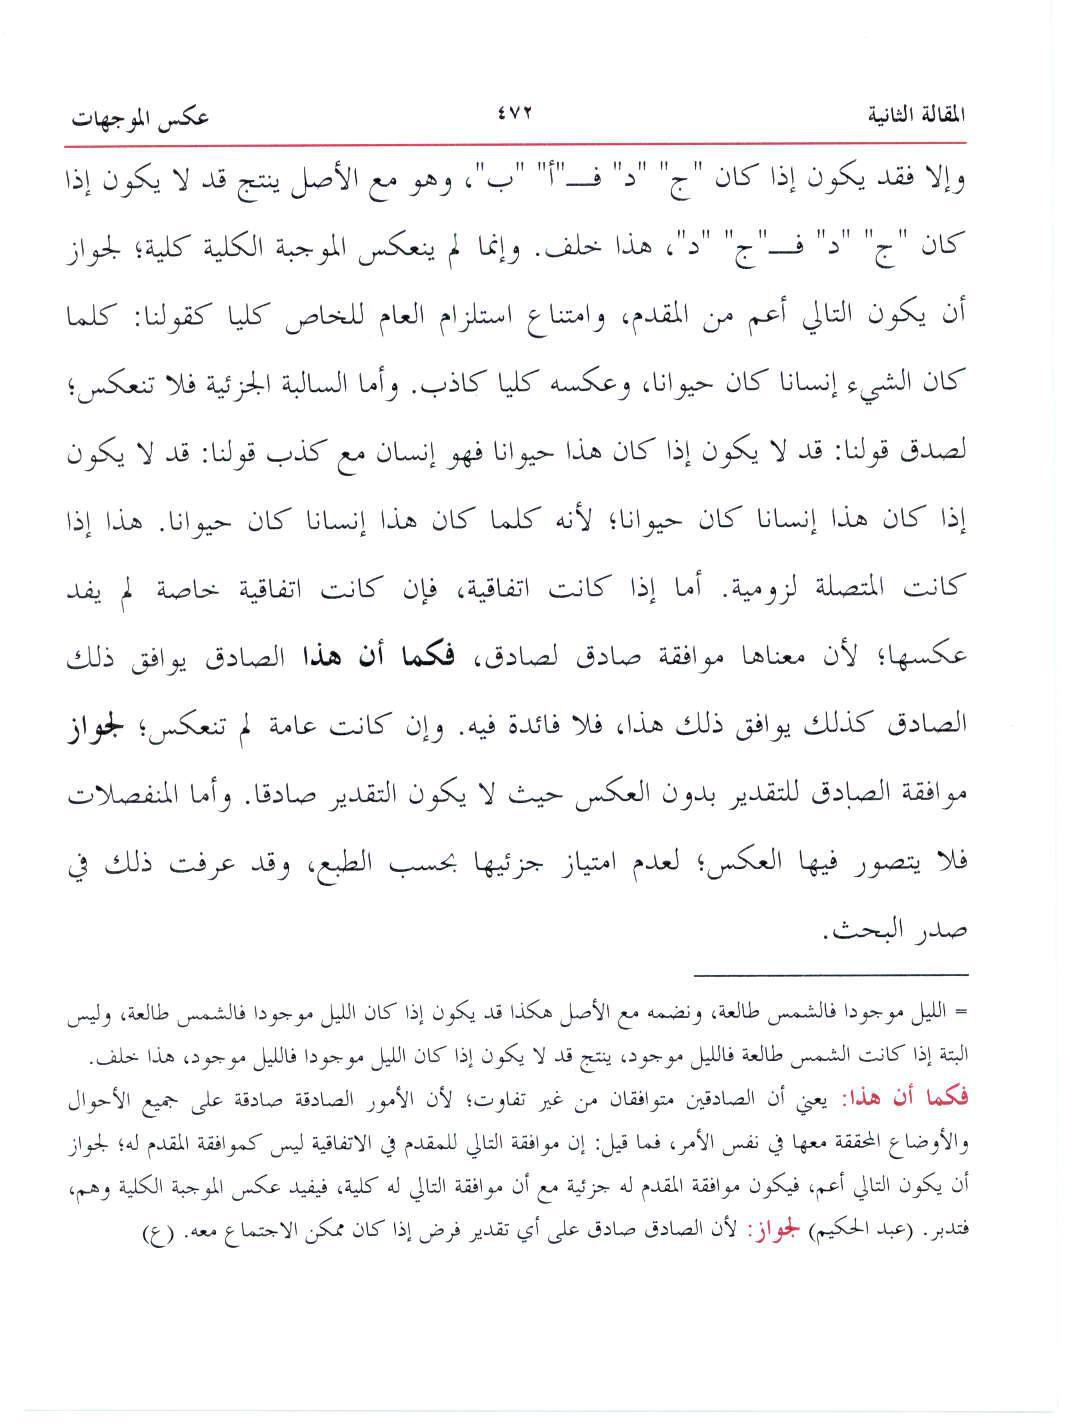 المقالة الثانية ٤٧٢ عكس الموجهات
وإلا فقد يكون إذا كان "ج" "د" فـــ"أ" "ب"، وهو مع الأصل ينتج قد لا يكون إذا
كان "ج" "د" فـــ"ج" "د"، هذا خلف. وإنما لم ينعكس الموجبة الكلية كلية؛ لجواز
أن يكون التالي أعم من المقدم، وامتناع استلزام العام للخاص كليا كقولنا: كلما
كان الشيء إنسانا كان حيوانا، وعكسه كليا كاذب. وأما السالبة الجزئية فلا تنعكس؛
لصدق قولنا: قد لا يكون إذا كان هذا حيوانا فهو إنسان مع كذب قولنا: قد لا يكون
إذا كان هذا إنسانا كان حيوانا؛ لأنه كلما كان هذا إنسانا كان حيوانا. هذا إذا
كانت المتصلة لزومية. أما إذا كانت اتفاقية، فإن كانت اتفاقية خاصة لم يفد
عكسها؛ لأن معناها موافقة صادق لصادق، فكما أن هذا الصادق يوافق ذلك
الصادق كذلك يوافق ذلك هذا، فلا فائدة فيه. وإن كانت عامة لم تنعكس؛ لجواز
موافقة الصادق للتقدير بدون العكس حيث لا يكون التقدير صادقا. وأما المنفصلات
فلا يتصور فيها العكس؛ لعدم امتياز جزئيها بحسب الطبع، وقد عرفت ذلك في
صدر البحث.
= الليل موجودا فالشمس طالعة، ونضمه مع الأصل هكذا قد يكون إذا كان الليل موجودا فالشمس طالعة، وليس
البتة إذا كانت الشمس طالعة فالليل موجود، ينتج قد لا يكون إذا كان الليل موجودا فالليل موجود، هذا خلف.
فكما أن هذا: يعني أن الصادقين متوافقان من غير تفاوت؛ لأن الأمور الصادقة صادقة على جميع الأحوال
والأوضاع المحققة معها في نفس الأمر، فما قيل: إن موافقة التالي للمقدم في الاتفاقية ليس كموافقة المقدم له؛ لجواز
أن يكون التالي أعم، فيكون موافقة المقدم له جزئية مع أن موافقة التالي له كلية، فيفيد عكس الموجبة الكلية وهم،
فتدبر. (عبد الحكيم) لجواز: لأن الصادق صادق على أي تقدير فرض إذا كان ممكن الاجتماع معه. (ع)